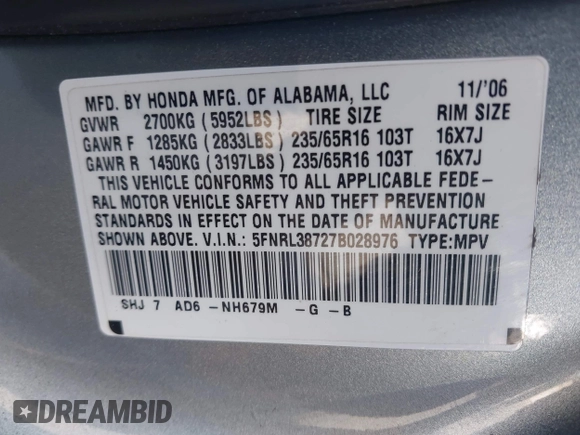 MFD. BY HONDA MFG. OF ALABAMA, LLC 11/'06
GVWR 2700KG (5952LBS) TIRE SIZE RIM SIZE
GAWR F 1285KG (2833LBS) 235/65R16 103T 16X7J
GAWR R 1450KG (3197LBS) 235/65R16 103T 16X7J
THIS VEHICLE CONFORMS TO ALL APPLICABLE FEDE-
RAL MOTOR VEHICLE SAFETY AND THEFT PREVENTION
STANDARDS IN EFFECT ON THE DATE OF MANUFACTURE
SHOWN ABOVE. V.I.N.: 5FNRL38727B028976 TYPE:MPV
SHJ 7 AD6 -NH679M -G -B
DREAMBID